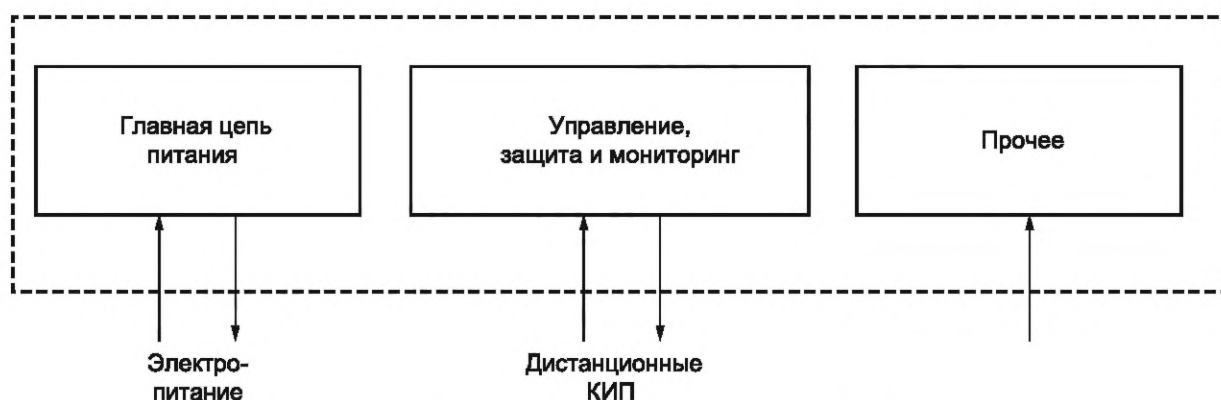 Главная цепь
питания
Управление,
защита и мониторинг
Прочее
Электро-
питание
Дистанционные
КИП